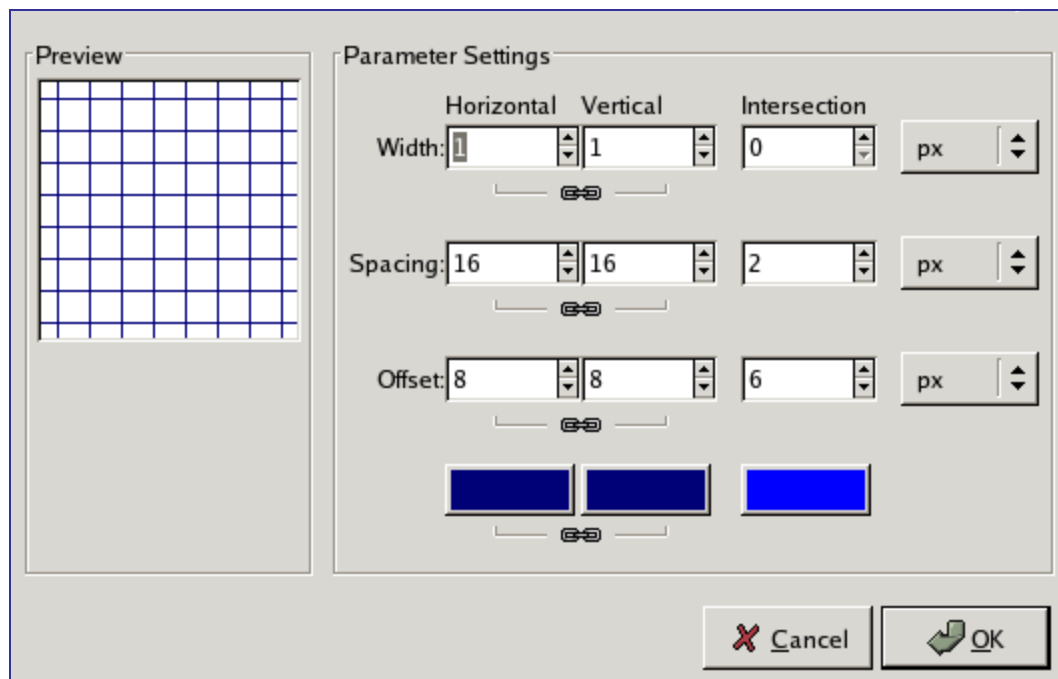 Preview
Parameter Settings
Horizontal Vertical Intersection
Width: 1 1 0 px
Spacing: 16 16 2 px
Offset: 8 8 6 px
Cancel OK